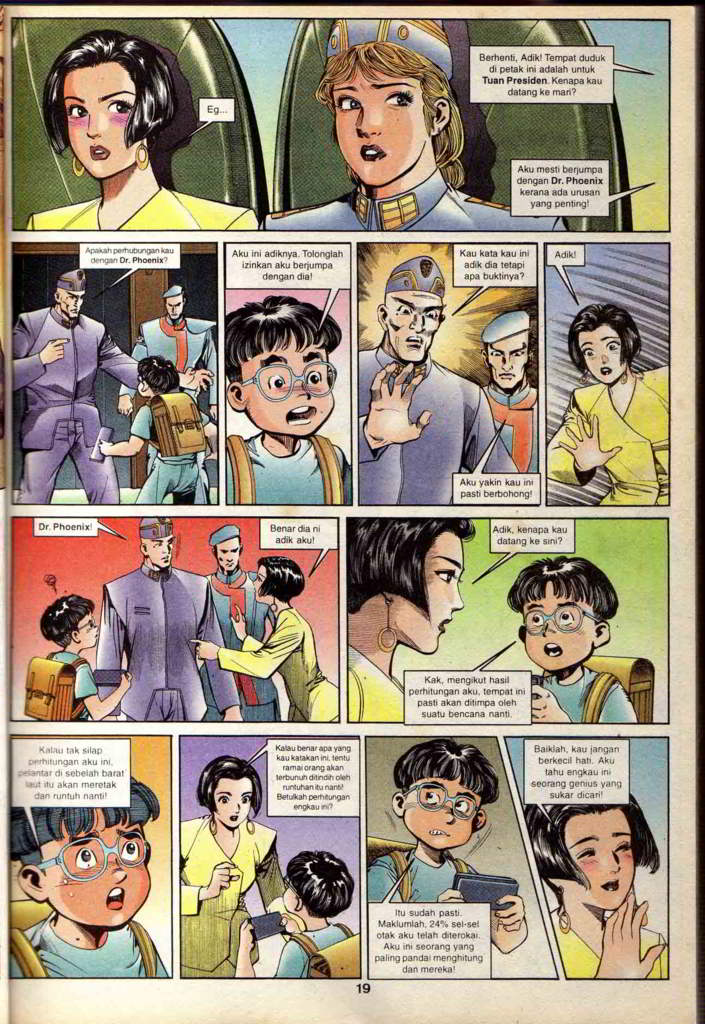 Eg...
Berhenti, Adik! Tempat duduk
di petak ini adalah untuk
Tuan Presiden. Kenapa kau
datang ke mari?
Aku mesti berjumpa
dengan Dr. Phoenix
kerana ada urusan
yang penting!
Apakah perhubungan kau
dengan Dr. Phoenix?
Aku ini adiknya. Tolonglah
izinkan aku berjumpa
dengan dia!
Kau kata kau ini
adik dia tetapi
apa buktinya?
Aku yakin kau ini
pasti berbohong!
Adik!
Dr. Phoenix!
Benar dia ni
adik aku!
Adik, kenapa kau
datang ke sini?
Kak, mengikut hasil
perhitungan aku, tempat ini
pasti akan ditimpa oleh
suatu bencana nanti.
Kalau tak silap
perhitungan aku ini,
pelantar di sebelah barat
laut itu akan meretak
dan runtuh nanti!
Kalau benar apa yang
kau katakan ini, tentu
ramai orang akan
terbunuh ditindih oleh
runtuhan itu nanti!
Betulkah perhitungan
engkau ini?
Itu sudah pasti.
Maklumlah, 24% sel-sel
otak aku telah diterokai.
Aku ini seorang yang
paling pandai menghitung
dan mereka!
Baiklah, kau jangan
berkecil hati. Aku
tahu engkau ini
seorang genius yang
sukar dicari!
19